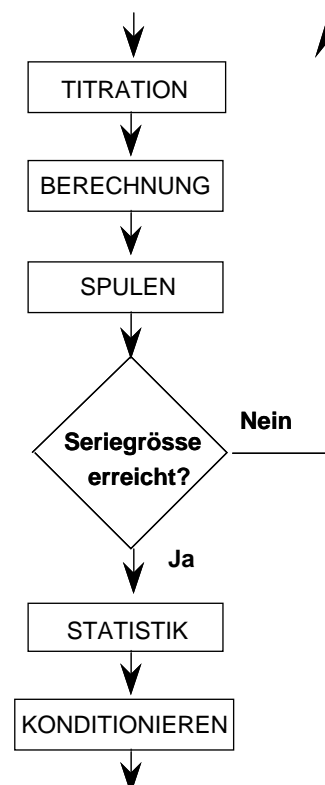 TITRATION
BERECHNUNG
SPULEN
Nein
Seriegrösse
erreicht?
Ja
STATISTIK
KONDITIONIEREN